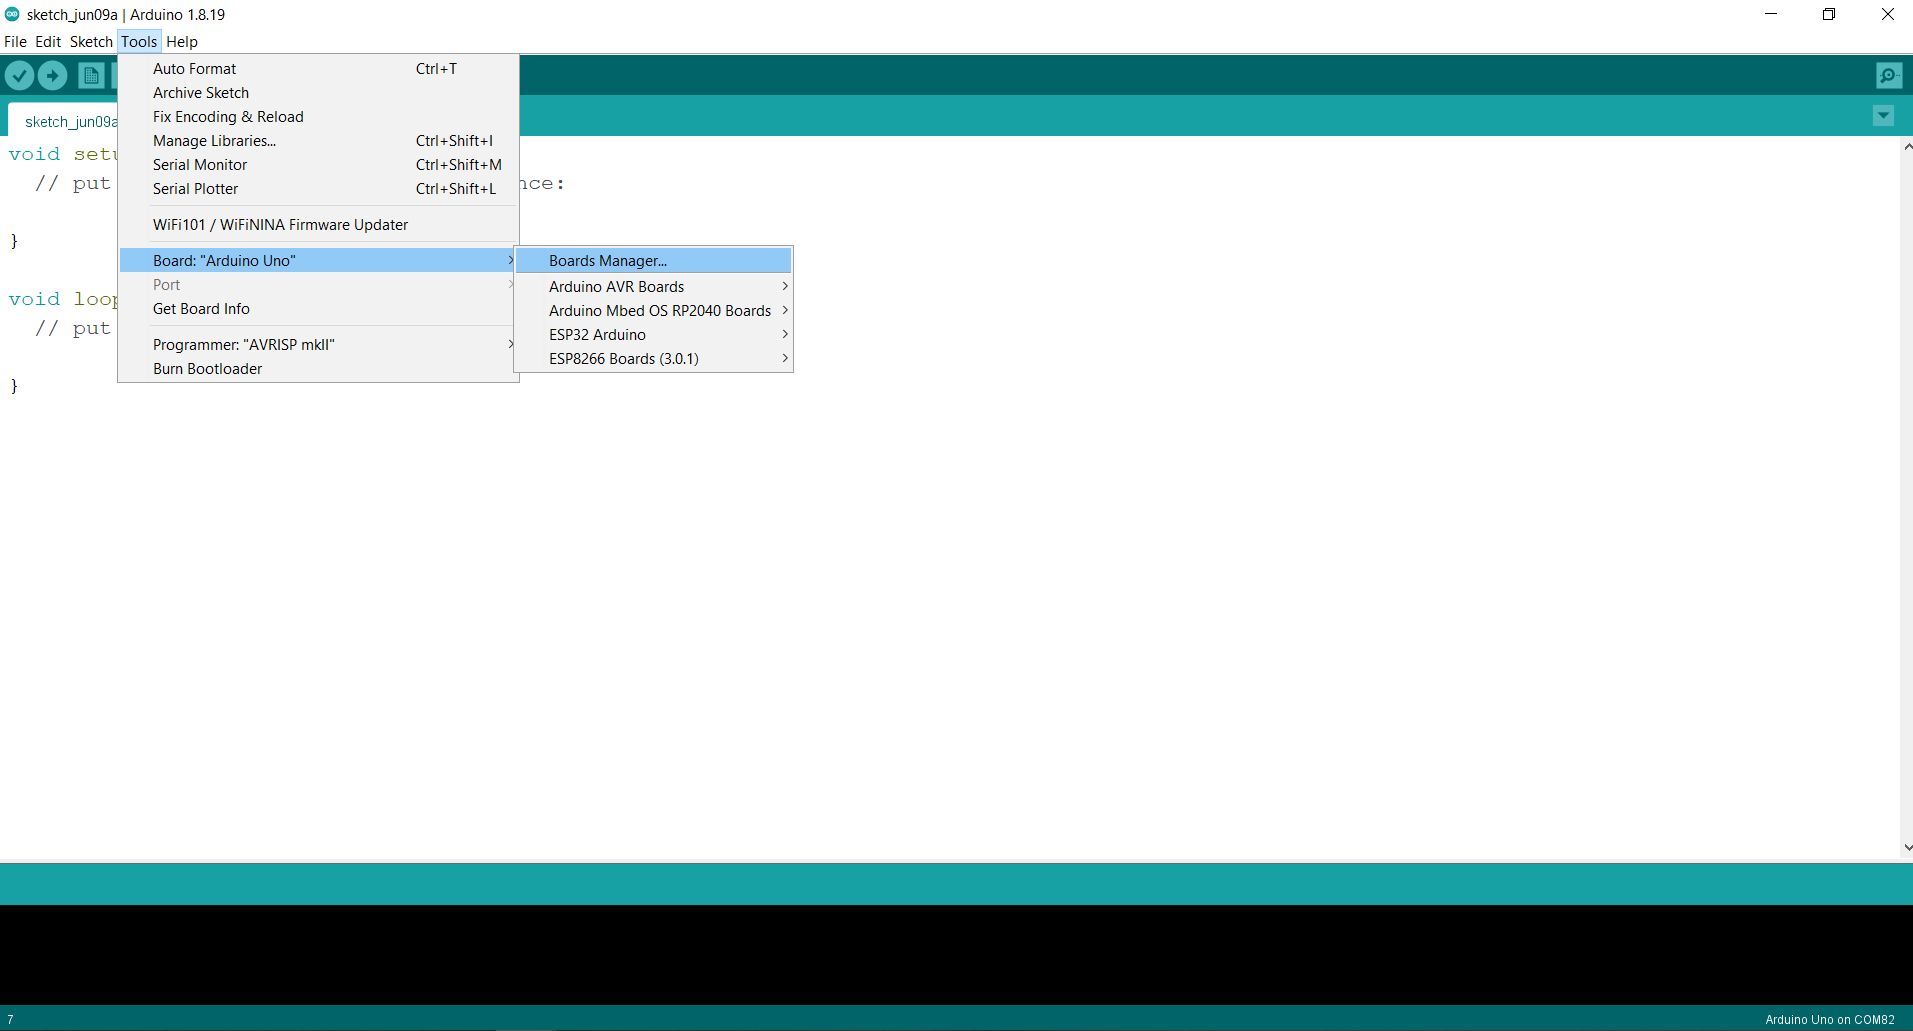 sketch_jun09a | Arduino 1.8.19
File Edit Sketch Tools Help
Auto Format Ctrl+T
Archive Sketch
Fix Encoding & Reload
Manage Libraries... Ctrl+Shift+I
Serial Monitor Ctrl+Shift+M
Serial Plotter Ctrl+Shift+L
WiFi101 / WiFiNINA Firmware Updater
Board: "Arduino Uno"
Port
Get Board Info
Programmer: "AVRISP mkII"
Burn Bootloader
Boards Manager...
Arduino AVR Boards
Arduino Mbed OS RP2040 Boards
ESP32 Arduino
ESP8266 Boards (3.0.1)
sketch_jun09a
void
// put
}
void loop
// put
}
7
Arduino Uno on COM82